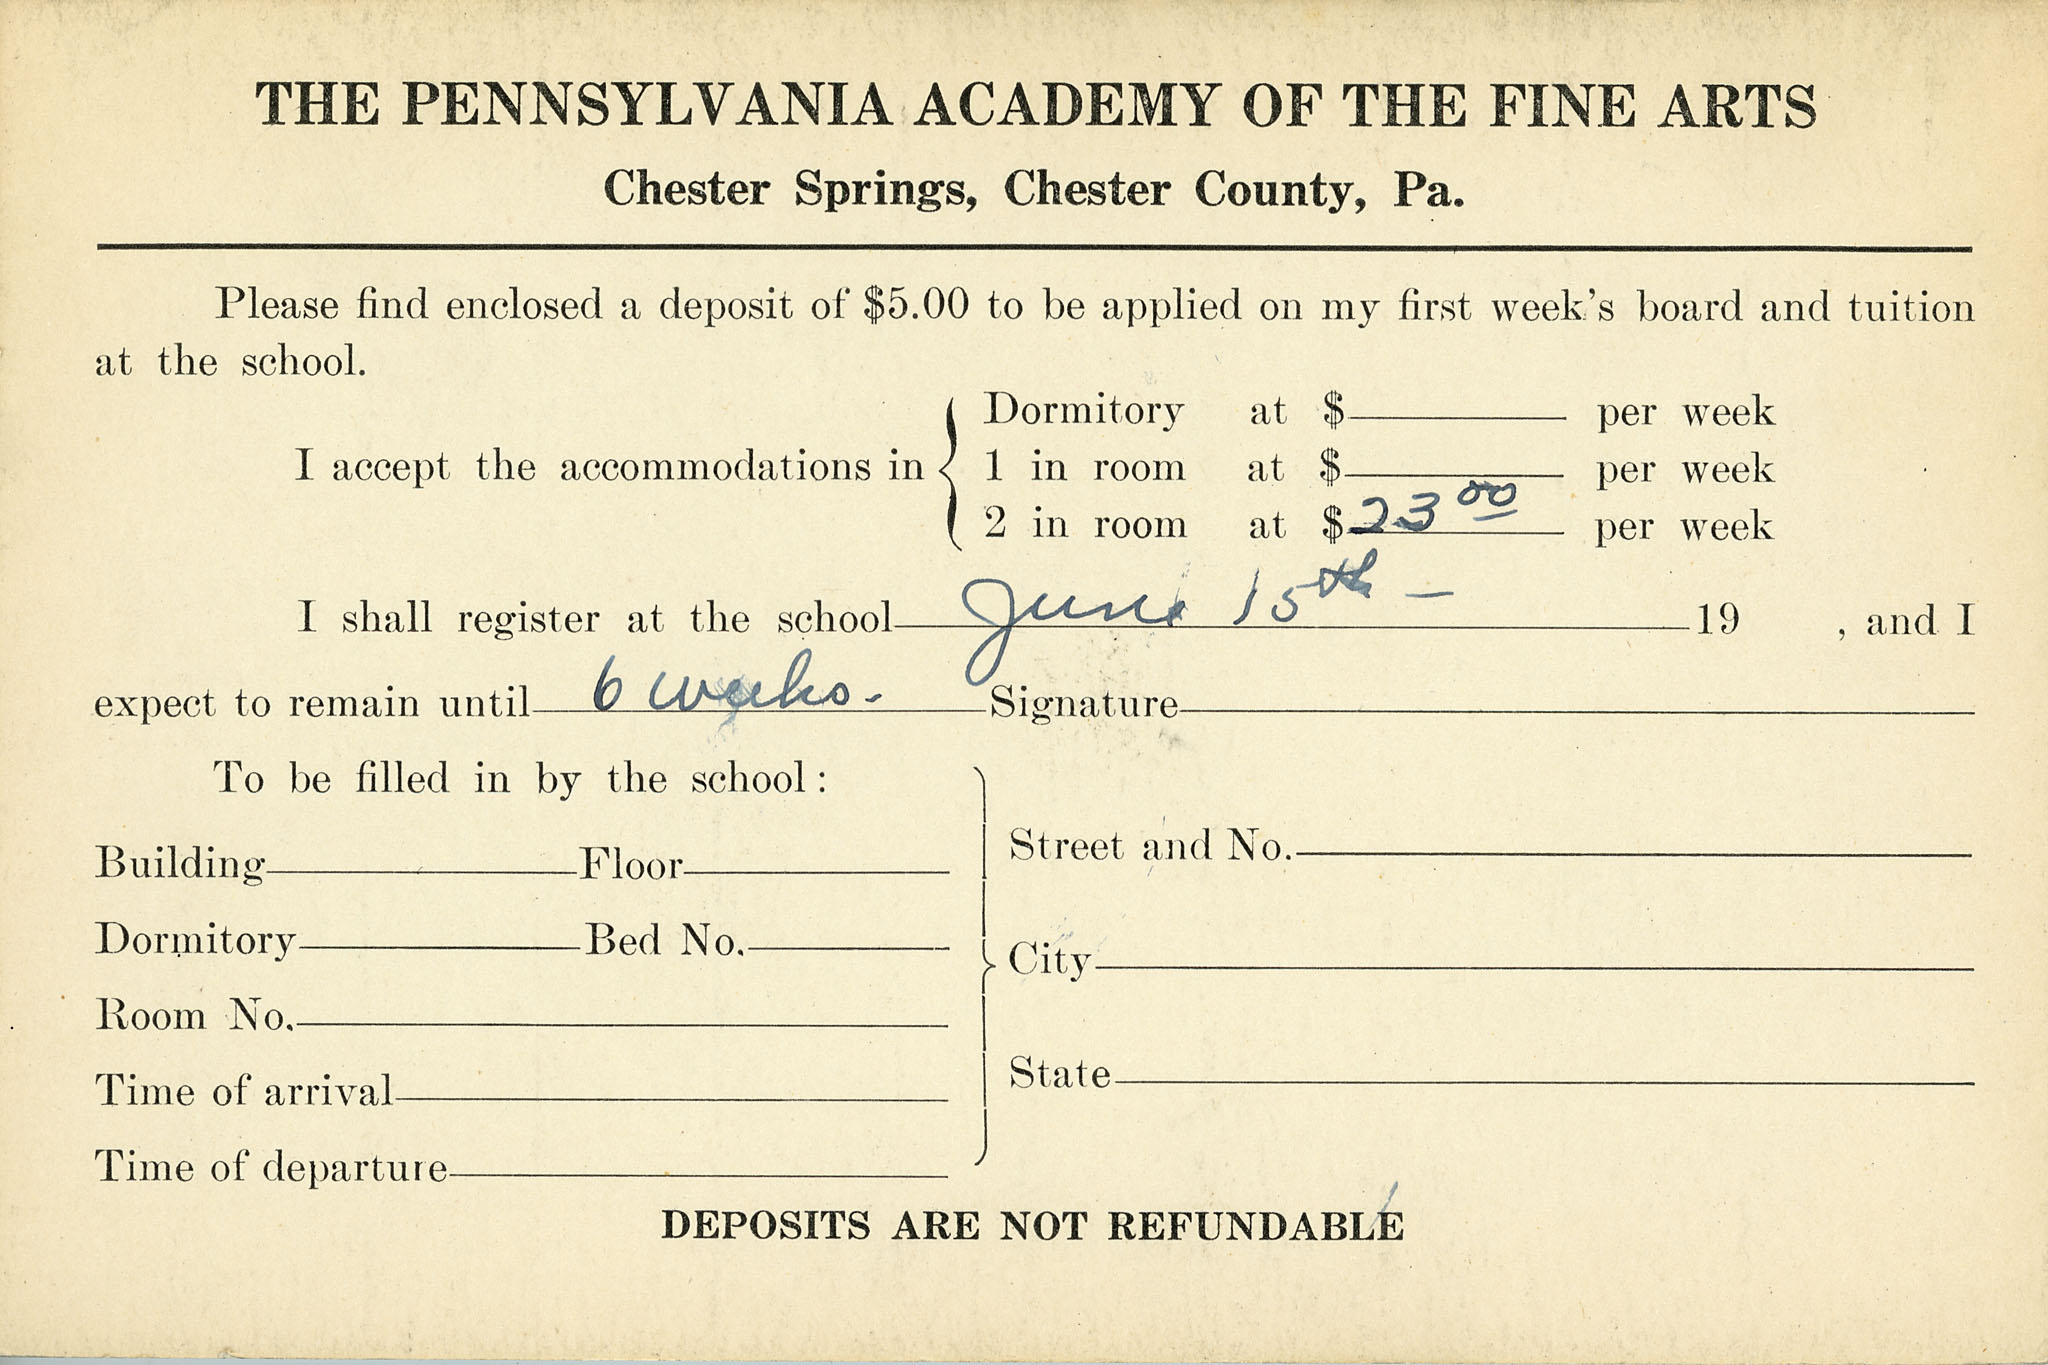 THE PENNSYLVANIA ACADEMY OF THE FINE ARTS
Chester Springs, Chester County, Pa.
Please find enclosed a deposit of $5.00 to be applied on my first week's board and tuition
at the school.
Dormitory at $ per week
I accept the accommodations in { 1 in room at $ per week
2 in room at $ 23 00 per week
I shall register at the school June 15th - 19 , and I
expect to remain until 6 weeks. Signature
To be filled in by the school:
Building Floor
Street and No.
Dormitory Bed No.
City
Room No.
Time of arrival
State
Time of departure
DEPOSITS ARE NOT REFUNDABLE